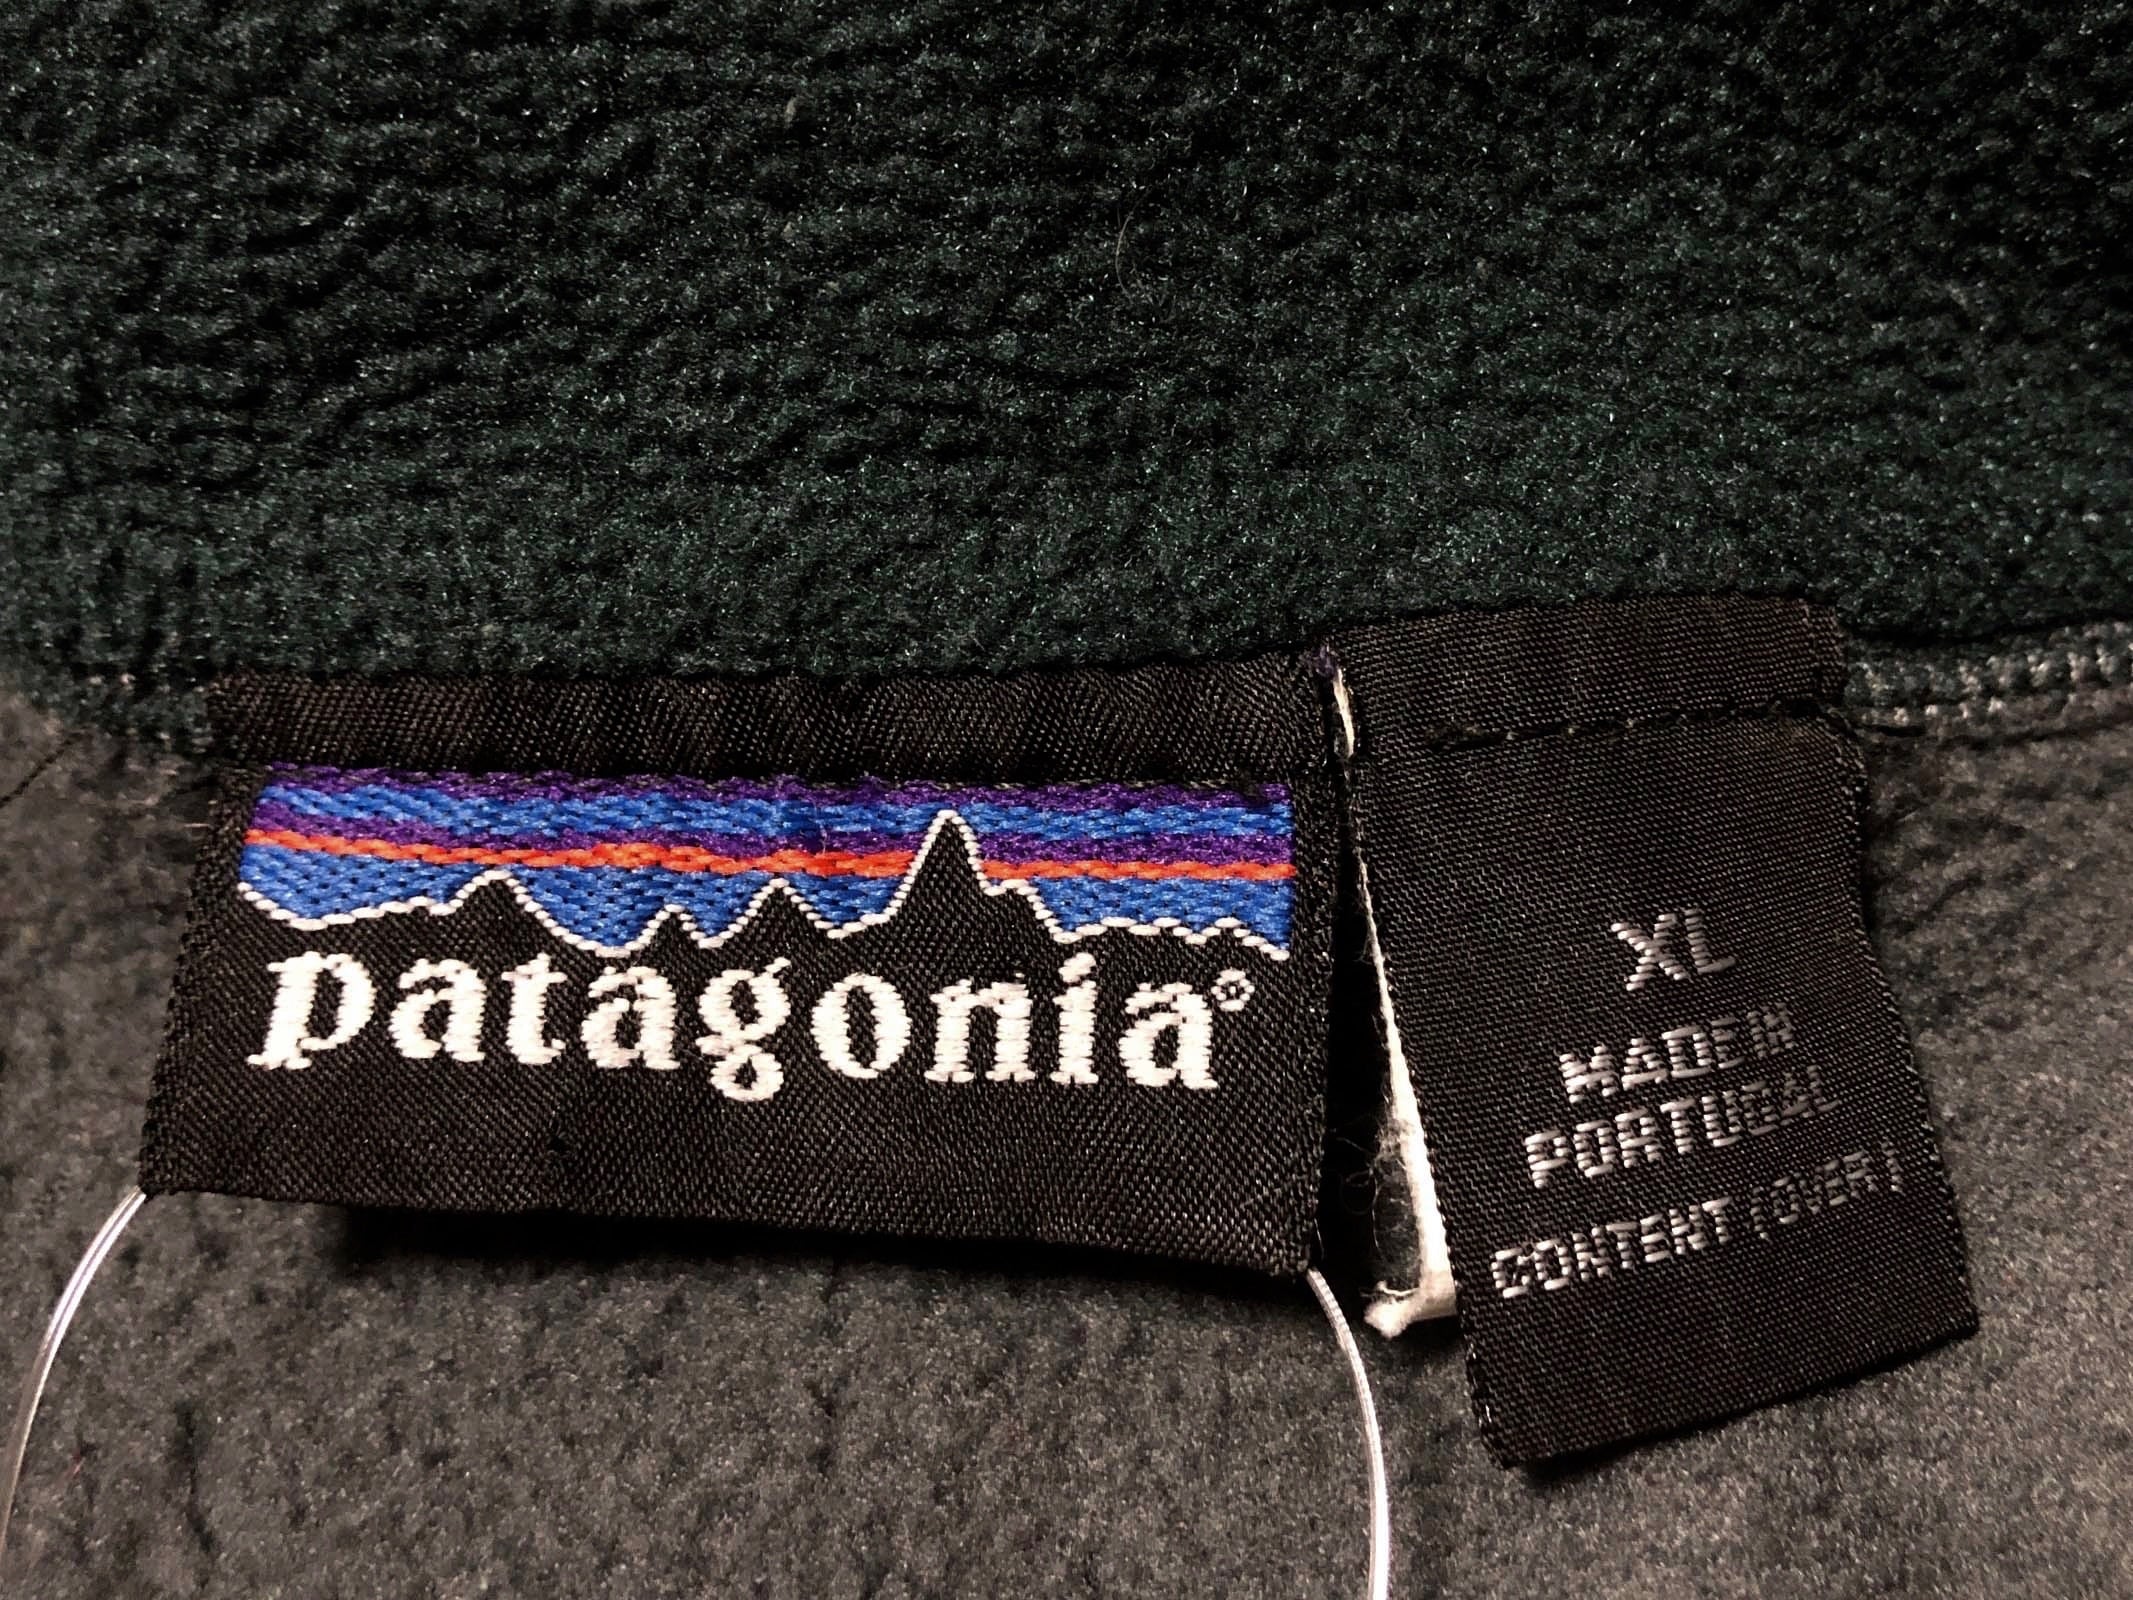 patagonia®
XL
MADE IN
PORTUGAL
CONTENT (OVER)